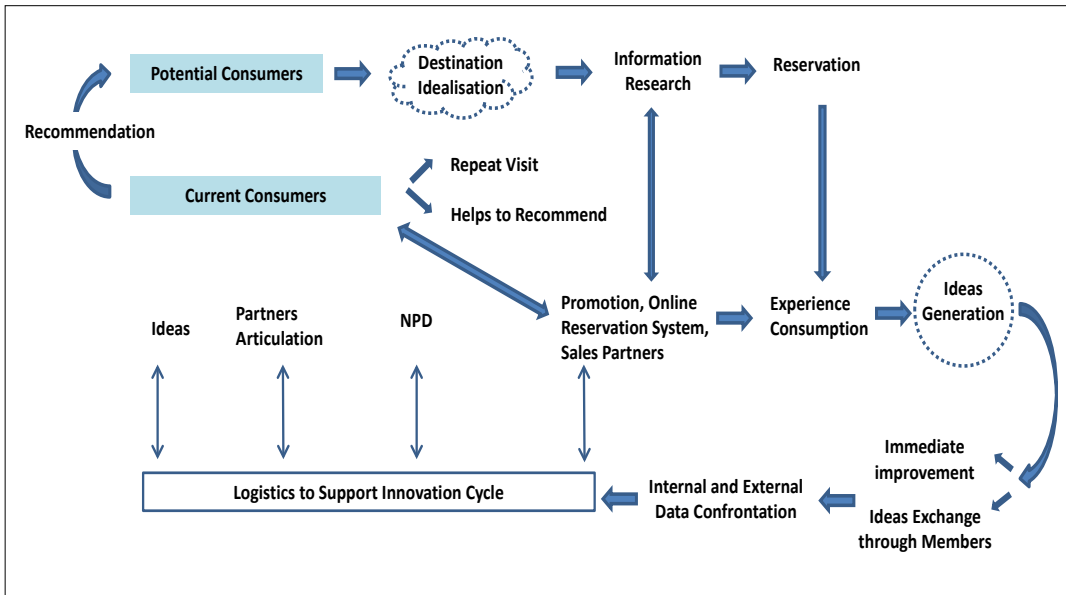 Potential Consumers
Destination
Idealisation
Information
Research
Reservation
Recommendation
Current Consumers
Repeat Visit
Helps to Recommend
Ideas
Partners
Articulation
NPD
Promotion, Online
Reservation System,
Sales Partners
Experience
Consumption
Ideas
Generation
Immediate
improvement
Logistics to Support Innovation Cycle
Internal and External
Data Confrontation
Ideas Exchange
through Members